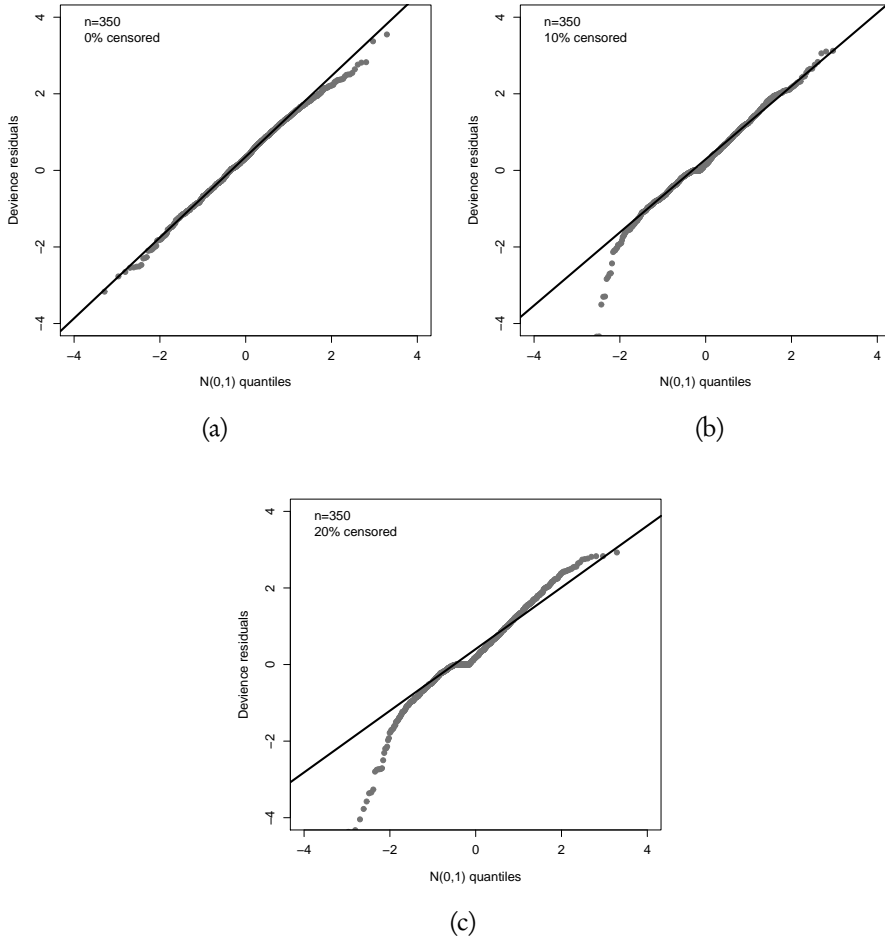 n=350
0% censored
Devience residuals
4
2
0
−2
−4
−4 −2 0 2 4
N(0,1) quantiles
(a)
n=350
10% censored
Devience residuals
4
2
0
−2
−4
−4 −2 0 2 4
N(0,1) quantiles
(b)
n=350
20% censored
Devience residuals
4
2
0
−2
−4
−4 −2 0 2 4
N(0,1) quantiles
(c)